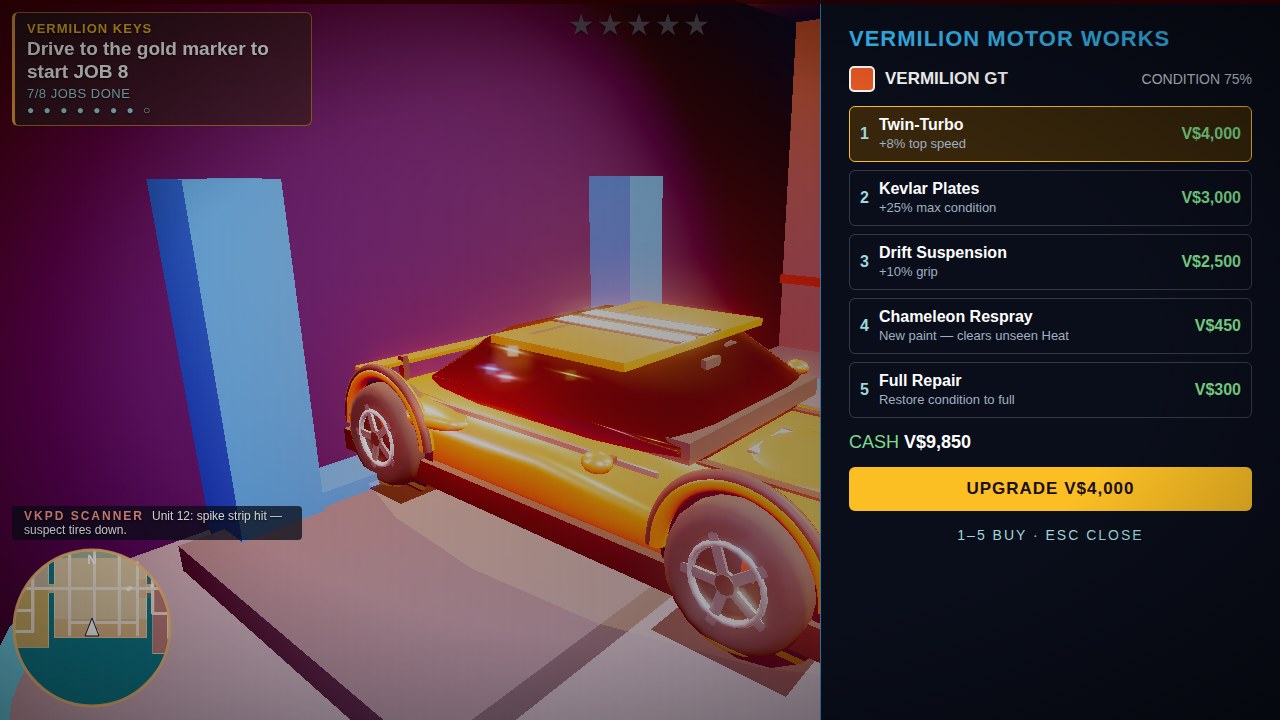 VERMILION KEYS
Drive to the gold marker to
start JOB 8
7/8 JOBS DONE
VKPD SCANNER Unit 12: spike strip hit —
suspect tires down.
N
VERMILION MOTOR WORKS
VERMILION GT CONDITION 75%
1 Twin-Turbo V$4,000
+8% top speed
2 Kevlar Plates V$3,000
+25% max condition
3 Drift Suspension V$2,500
+10% grip
4 Chameleon Respray V$450
New paint — clears unseen Heat
5 Full Repair V$300
Restore condition to full
CASH V$9,850
UPGRADE V$4,000
1–5 BUY · ESC CLOSE